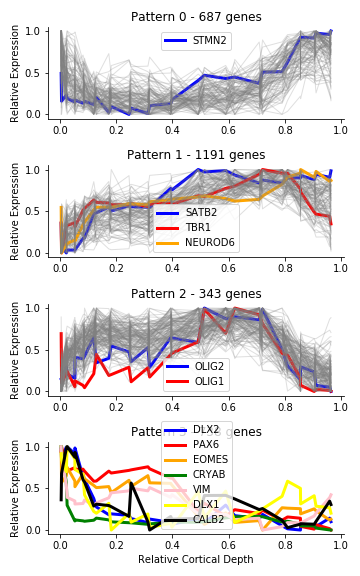 Pattern 0 - 687 genes
Relative Expression
1.0
0.5
0.0
STMN2
0.0 0.2 0.4 0.6 0.8 1.0
Pattern 1 - 1191 genes
Relative Expression
1.0
0.5
0.0
SATB2
TBR1
NEUROD6
0.0 0.2 0.4 0.6 0.8 1.0
Pattern 2 - 343 genes
Relative Expression
1.0
0.5
0.0
OLIG2
OLIG1
0.0 0.2 0.4 0.6 0.8 1.0
genes
Relative Expression
1.0
0.5
0.0
DLX2
PAX6
EOMES
CRYAB
VIM
DLX1
CALB2
0.0 0.2 0.4 0.6 0.8 1.0
Relative Cortical Depth